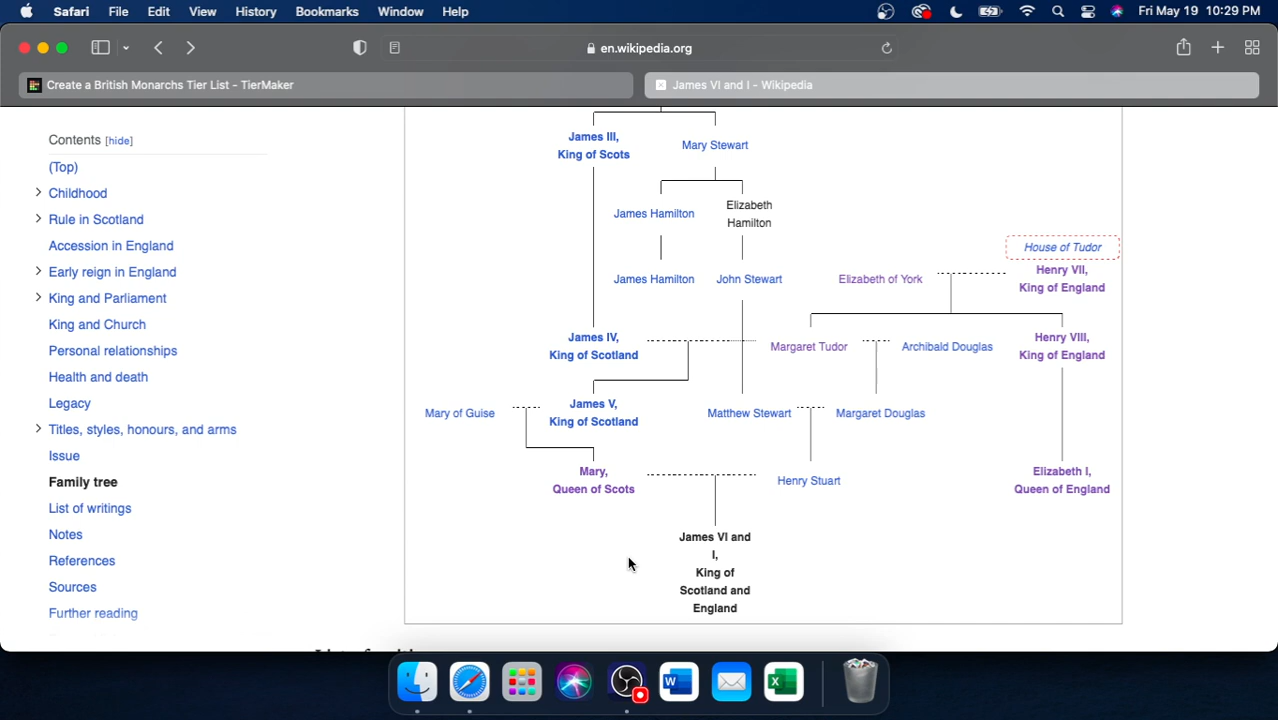 Safari File Edit View History Bookmarks Window Help Fri May 19 10:29 PM
en.wikipedia.org
Create a British Monarchs Tier List - TierMaker
James VI and I - Wikipedia
Contents [hide]
(Top)
Childhood
Rule in Scotland
Accession in England
Early reign in England
King and Parliament
King and Church
Personal relationships
Health and death
Legacy
Titles, styles, honours, and arms
Issue
Family tree
List of writings
Notes
References
Sources
Further reading
James III,
King of Scots
Mary Stewart
James Hamilton
Elizabeth
Hamilton
House of Tudor
James Hamilton
John Stewart
Elizabeth of York
Henry VII,
King of England
James IV,
King of Scotland
Margaret Tudor
Archibald Douglas
Henry VIII,
King of England
Mary of Guise
James V,
King of Scotland
Matthew Stewart
Margaret Douglas
Mary,
Queen of Scots
Henry Stuart
Elizabeth I,
Queen of England
James VI and
I,
King of
Scotland and
England